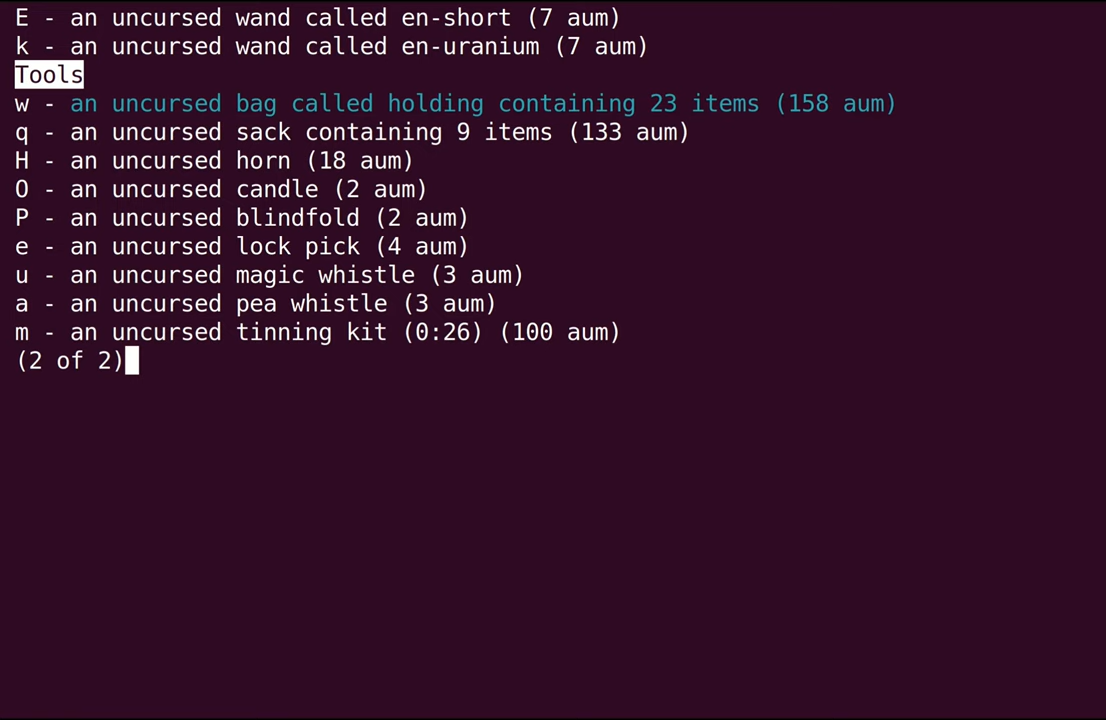 E - an uncursed wand called en-short (7 aum)
k - an uncursed wand called en-uranium (7 aum)
Tools
w - an uncursed bag called holding containing 23 items (158 aum)
q - an uncursed sack containing 9 items (133 aum)
H - an uncursed horn (18 aum)
O - an uncursed candle (2 aum)
P - an uncursed blindfold (2 aum)
e - an uncursed lock pick (4 aum)
u - an uncursed magic whistle (3 aum)
a - an uncursed pea whistle (3 aum)
m - an uncursed tinning kit (0:26) (100 aum)
(2 of 2)